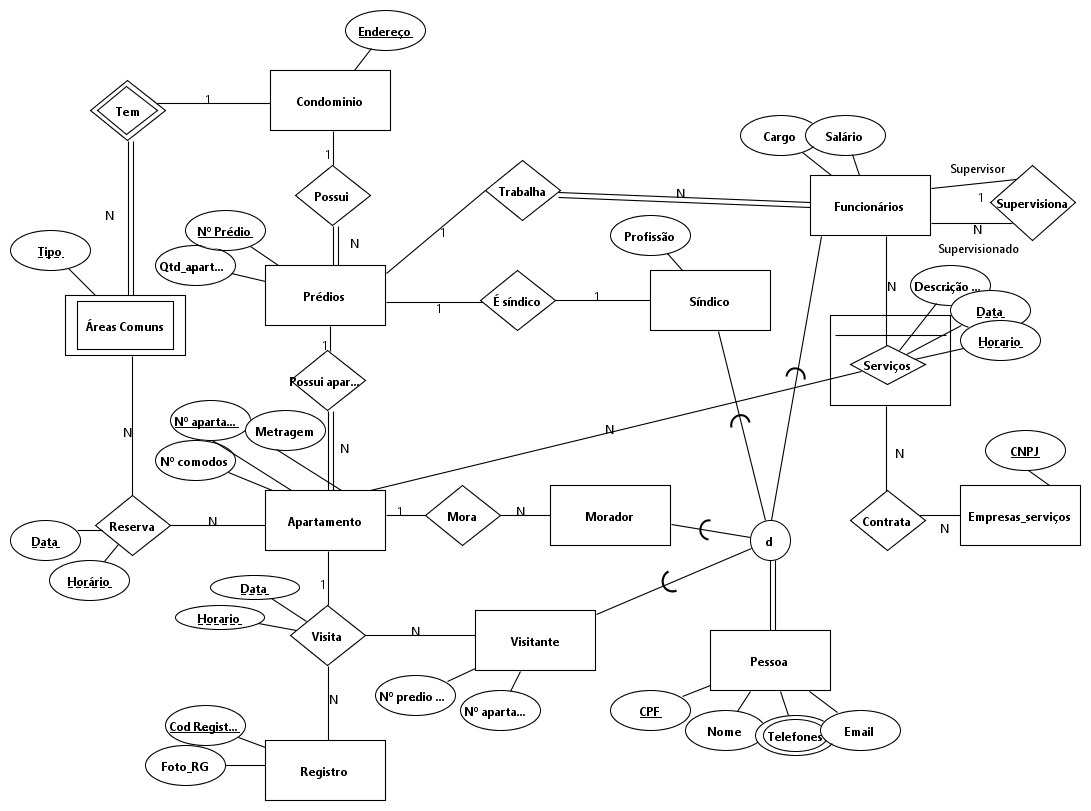 Endereço
Condominio
1
Tem
1
N
Possui
N
Tipo
Áreas Comuns
Nº Prédio
Qtd_apart...
Prédios
1
Trabalha
N
Cargo
Salário
Funcionários
Supervisor
1
Supervisiona
N
Supervisionado
Profissão
Síndico
1
É síndico
1
N
Descrição ...
Data
Horario
Serviços
1
Possui apar...
N
Nº aparta...
Metragem
Nº comodos
N
N
N
CNPJ
Empresas_serviços
N
Contrata
Apartamento
1
Mora
N
Morador
d
N
Reserva
Data
Horário
1
Data
Horario
Visita
N
Visitante
Nº predio ...
Nº aparta...
N
Pessoa
CPF
Nome
Telefones
Email
Cod Regist...
Foto_RG
Registro